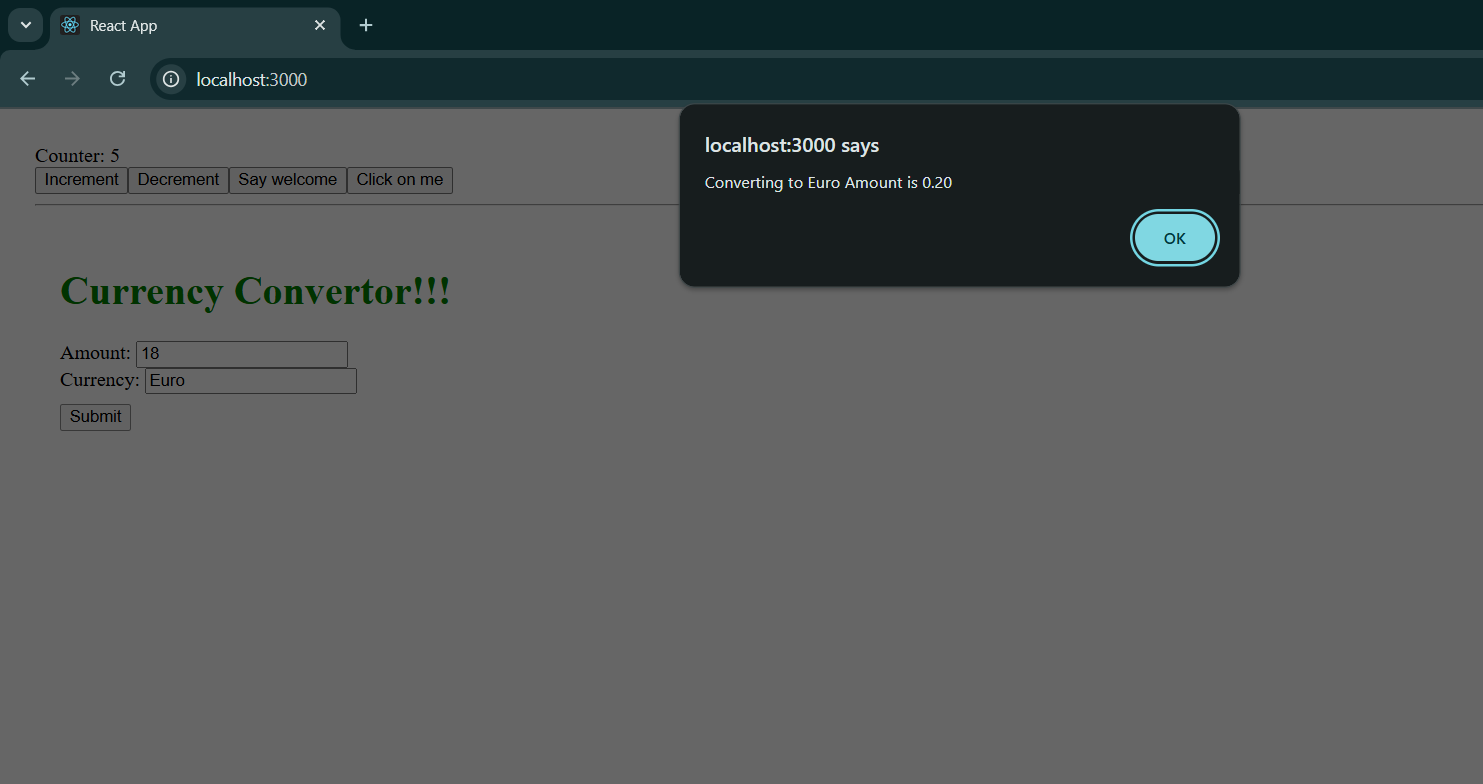 React App
localhost:3000
localhost:3000 says
Converting to Euro Amount is 0.20
OK
Counter: 5
Increment Decrement Say welcome Click on me
Currency Convertor!!!
Amount: 18
Currency: Euro
Submit